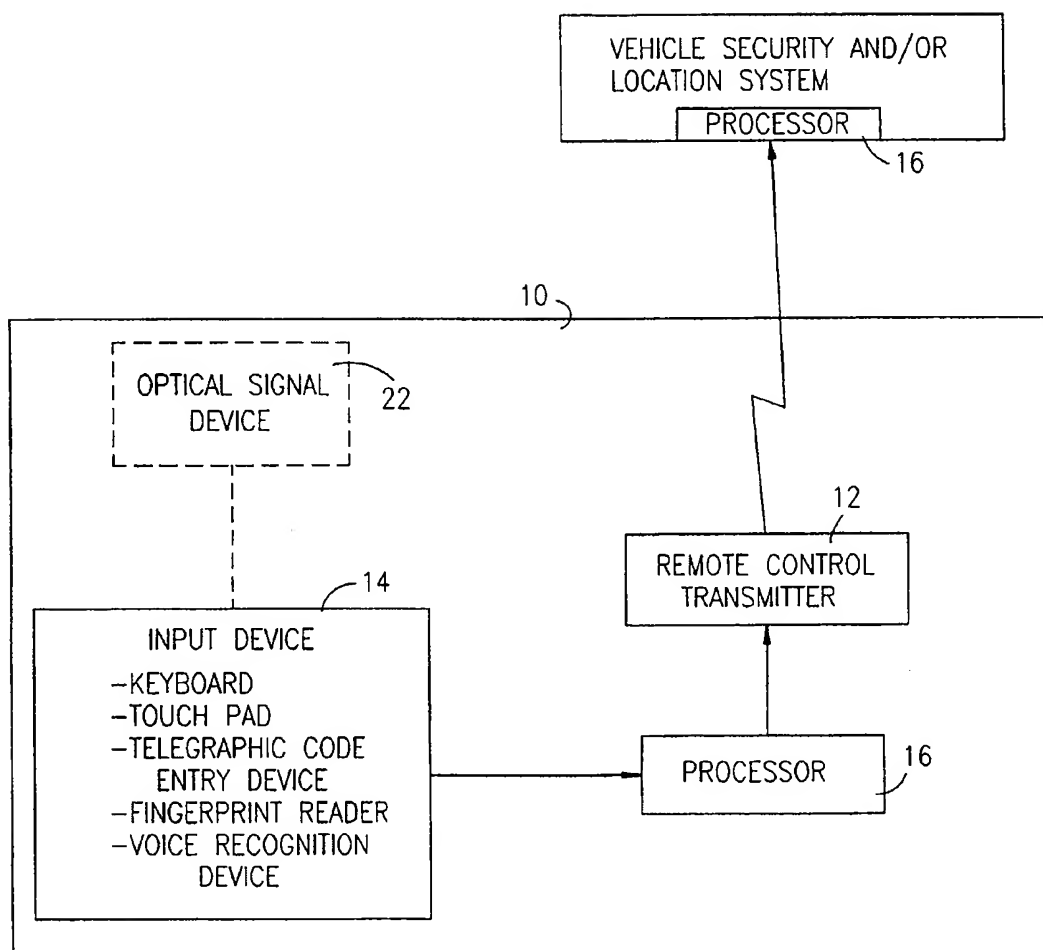 VEHICLE SECURITY AND/OR
LOCATION SYSTEM
PROCESSOR
16
10
OPTICAL SIGNAL
DEVICE
22
12
REMOTE CONTROL
TRANSMITTER
14
INPUT DEVICE
-KEYBOARD
-TOUCH PAD
-TELEGRAPHIC CODE
ENTRY DEVICE
-FINGERPRINT READER
-VOICE RECOGNITION
DEVICE
PROCESSOR
16